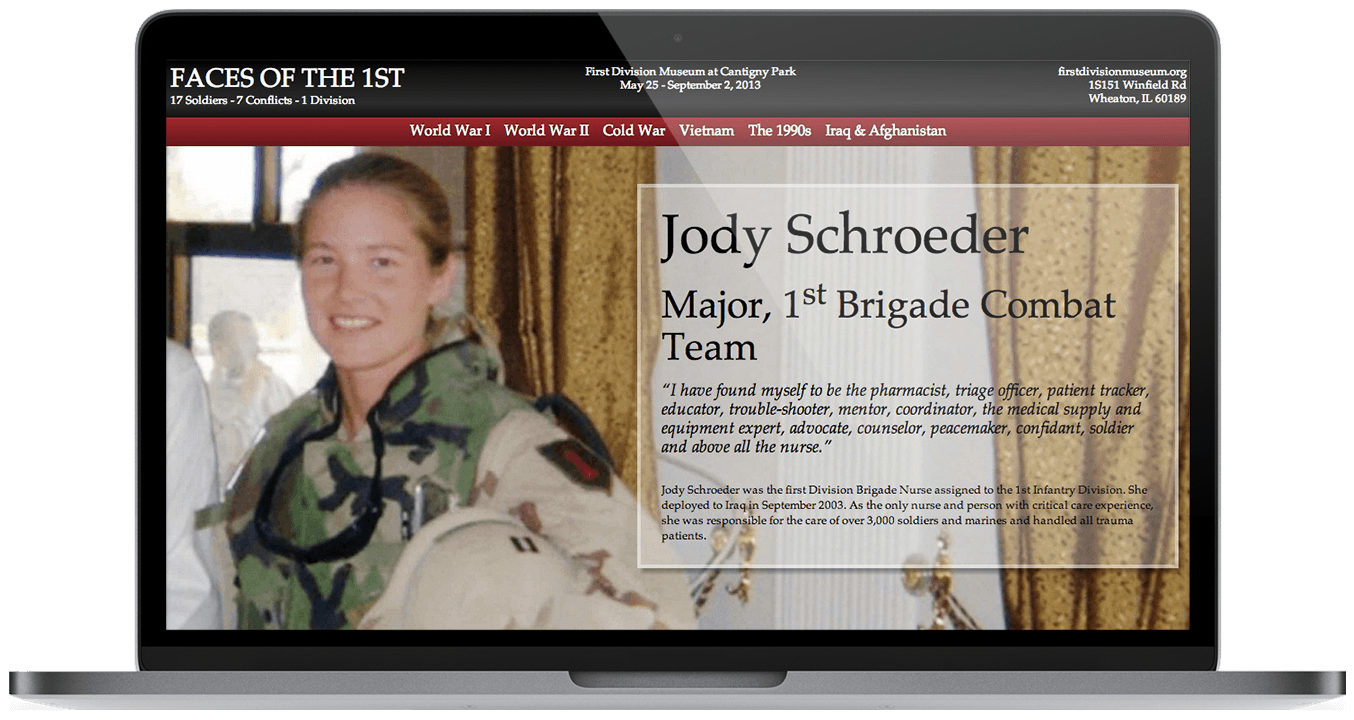 FACES OF THE 1ST
17 Soldiers - 7 Conflicts - 1 Division
First Division Museum at Cantigny Park
May 25 - September 2, 2013
firstdivisionmuseum.org
1S151 Winfield Rd
Wheaton, IL 60189
World War I World War II Cold War Vietnam The 1990s Iraq & Afghanistan
Jody Schroeder
Major, 1st Brigade Combat
Team
“I have found myself to be the pharmacist, triage officer, patient tracker,
educator, trouble-shooter, mentor, coordinator, the medical supply and
equipment expert, advocate, counselor, peacemaker, confidant, soldier
and above all the nurse.”
Jody Schroeder was the first Division Brigade Nurse assigned to the 1st Infantry Division. She
deployed to Iraq in September 2003. As the only nurse and person with critical care experience,
she was responsible for the care of over 3,000 soldiers and marines and handled all trauma
patients.